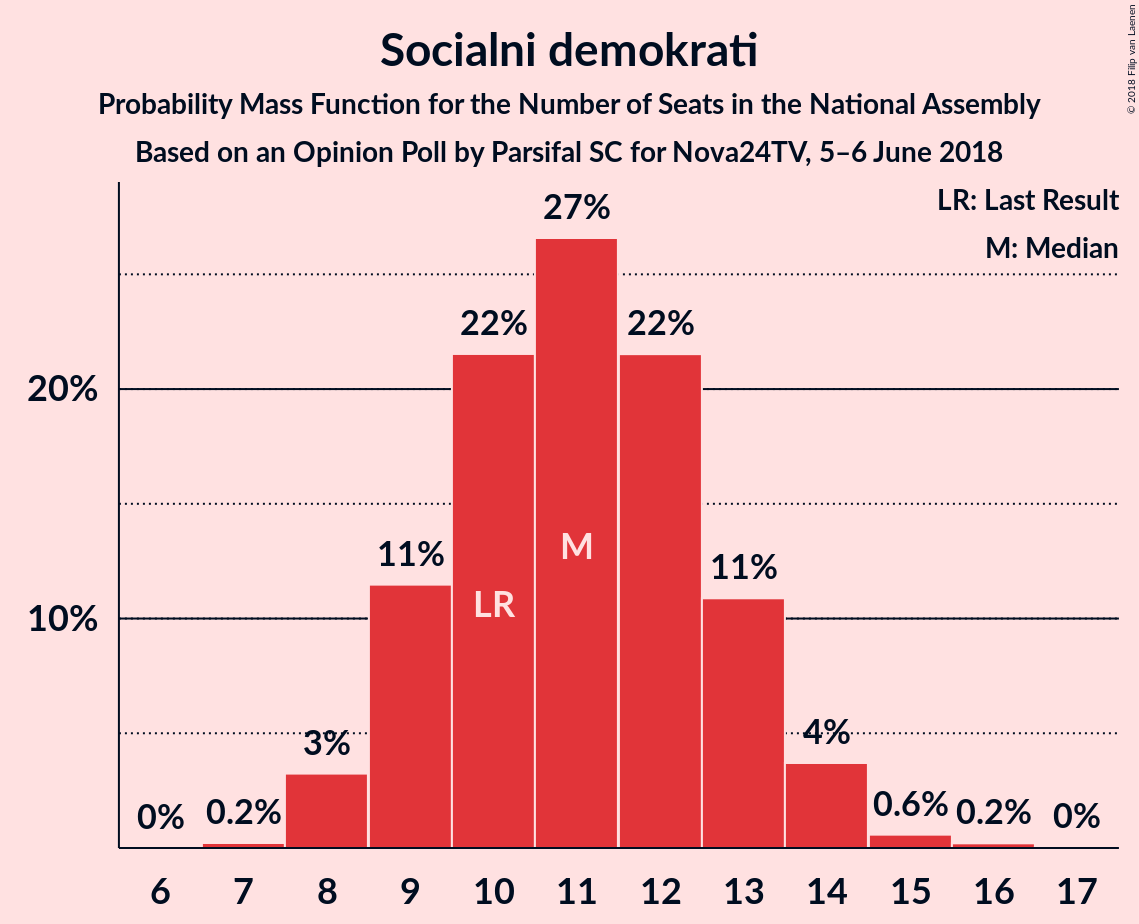 Socialni demokrati
Probability Mass Function for the Number of Seats in the National Assembly
Based on an Opinion Poll by Parsifal SC for Nova24TV, 5–6 June 2018
© 2018 Filip van Laenen
LR: Last Result
M: Median
27%
22% 22%
20%
11% 11%
M
LR
10%
3% 4%
0% 0.2% 0.6% 0.2% 0%
6 7 8 9 10 11 12 13 14 15 16 17